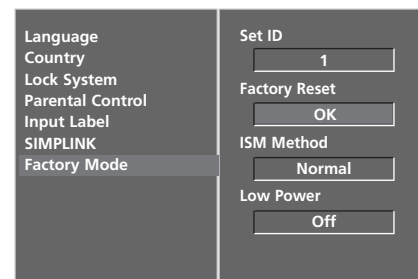 Language
Country
Lock System
Parental Control
Input Label
SIMPLINK
Factory Mode
Set ID
1
Factory Reset
OK
ISM Method
Normal
Low Power
Off